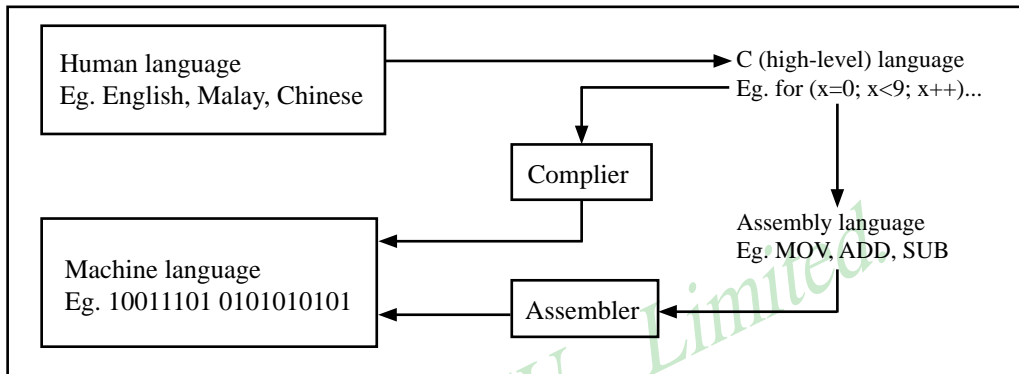 Human language
Eg. English, Malay, Chinese
C (high-level) language
Eg. for (x=0; x<9; x++)...
Complier
Assembly language
Eg. MOV, ADD, SUB
Machine language
Eg. 10011101 0101010101
Assembler
Limited.